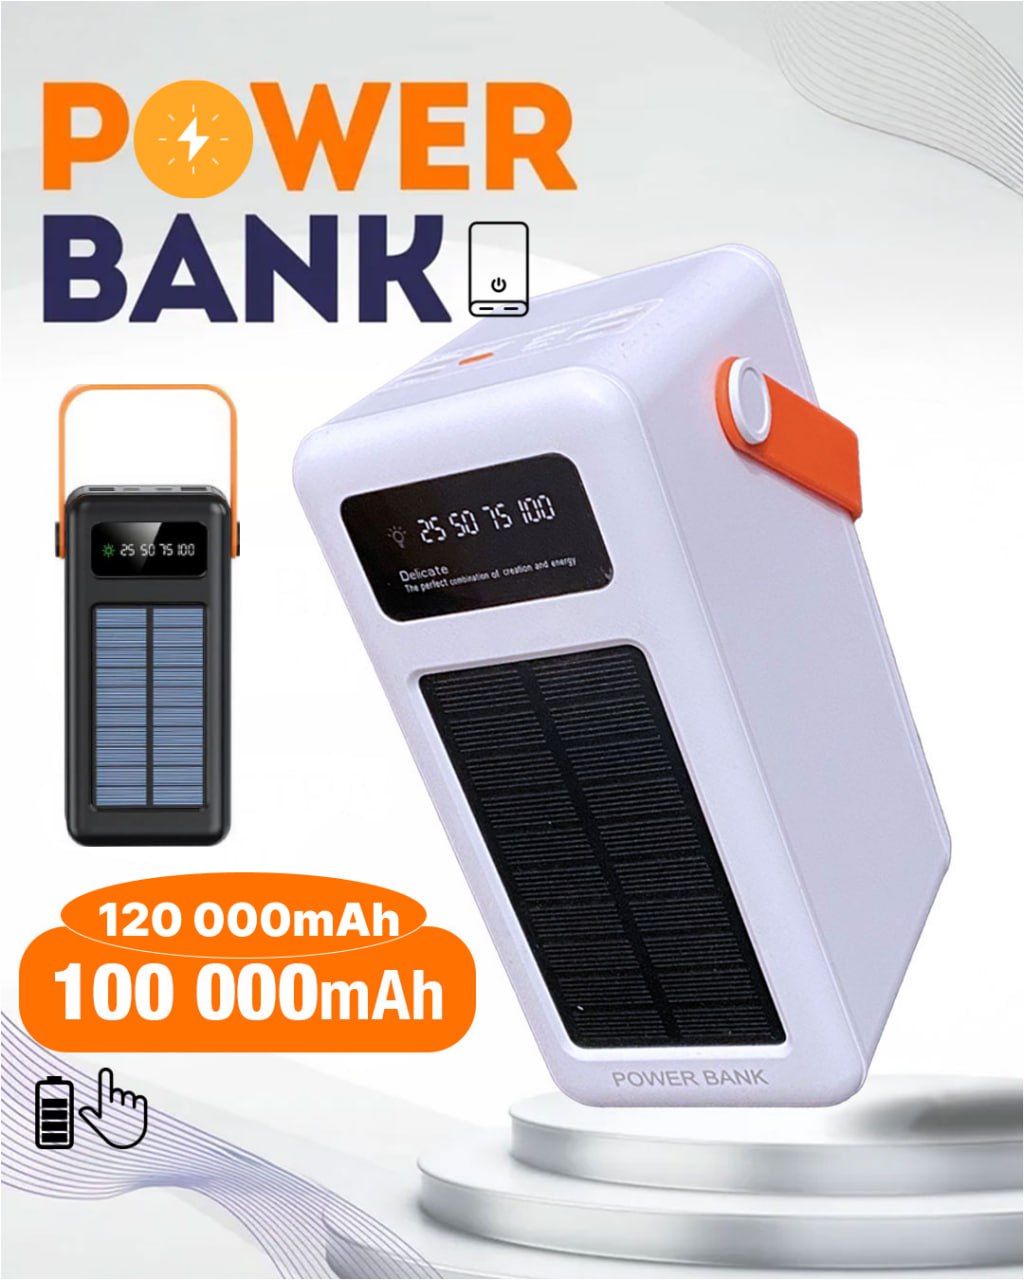 POWER
BANK
25 50 75 100
Delicate
The perfect combination of creation and energy
25 50 75 100
120 000mAh
100 000mAh
POWER BANK